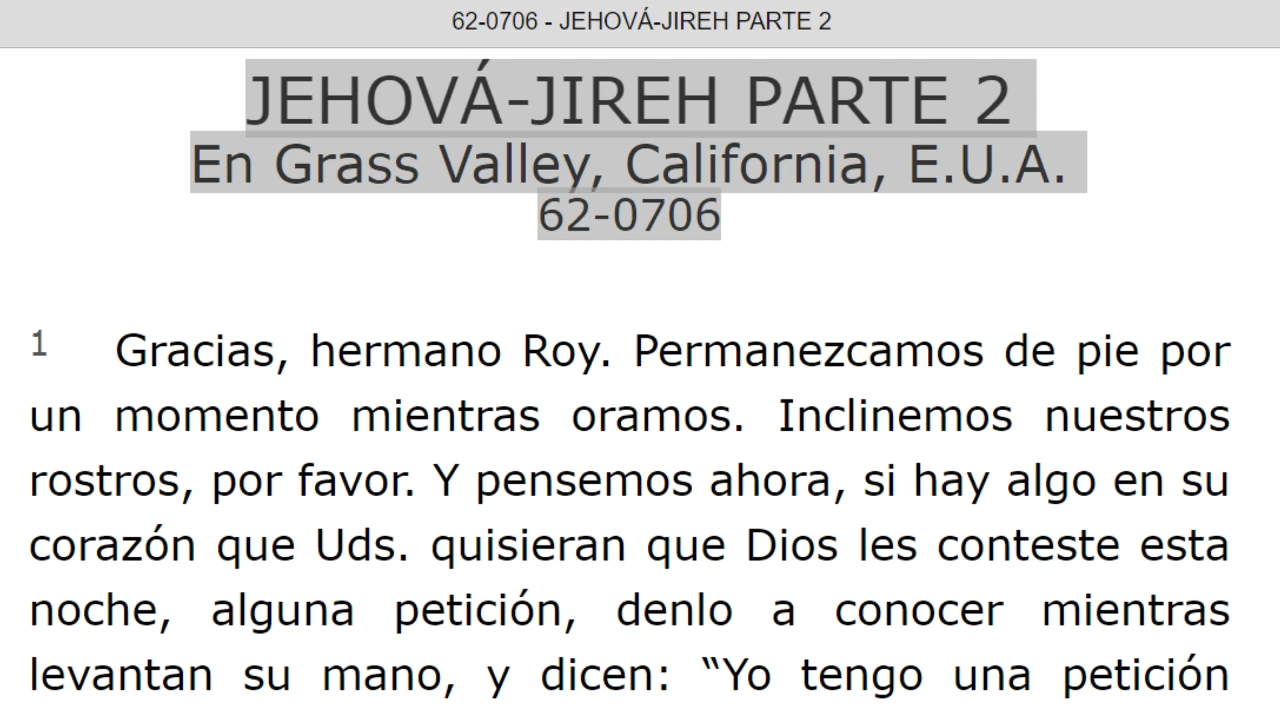 62-0706 - JEHOVÁ-JIREH PARTE 2
JEHOVÁ-JIREH PARTE 2
En Grass Valley, California, E.U.A.
62-0706
1 Gracias, hermano Roy. Permanezcamos de pie por
un momento mientras oramos. Inclinemos nuestros
rostros, por favor. Y pensemos ahora, si hay algo en su
corazón que Uds. quisieran que Dios les conteste esta
noche, alguna petición, denlo a conocer mientras
levantan su mano, y dicen: “Yo tengo una petición